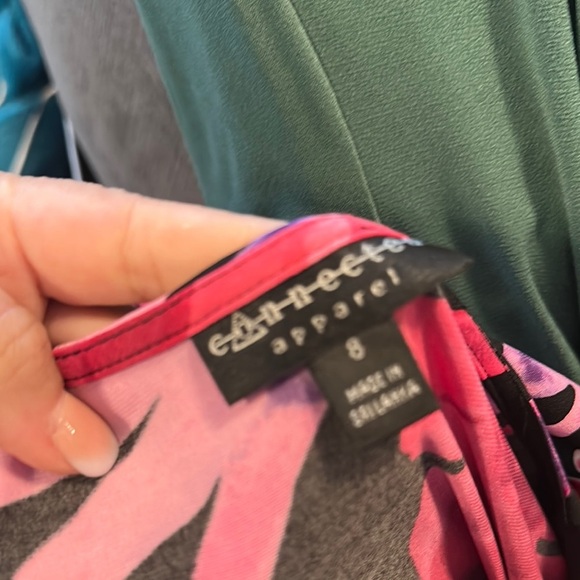 connected
apparel
8
MADE IN
SRI LANKA